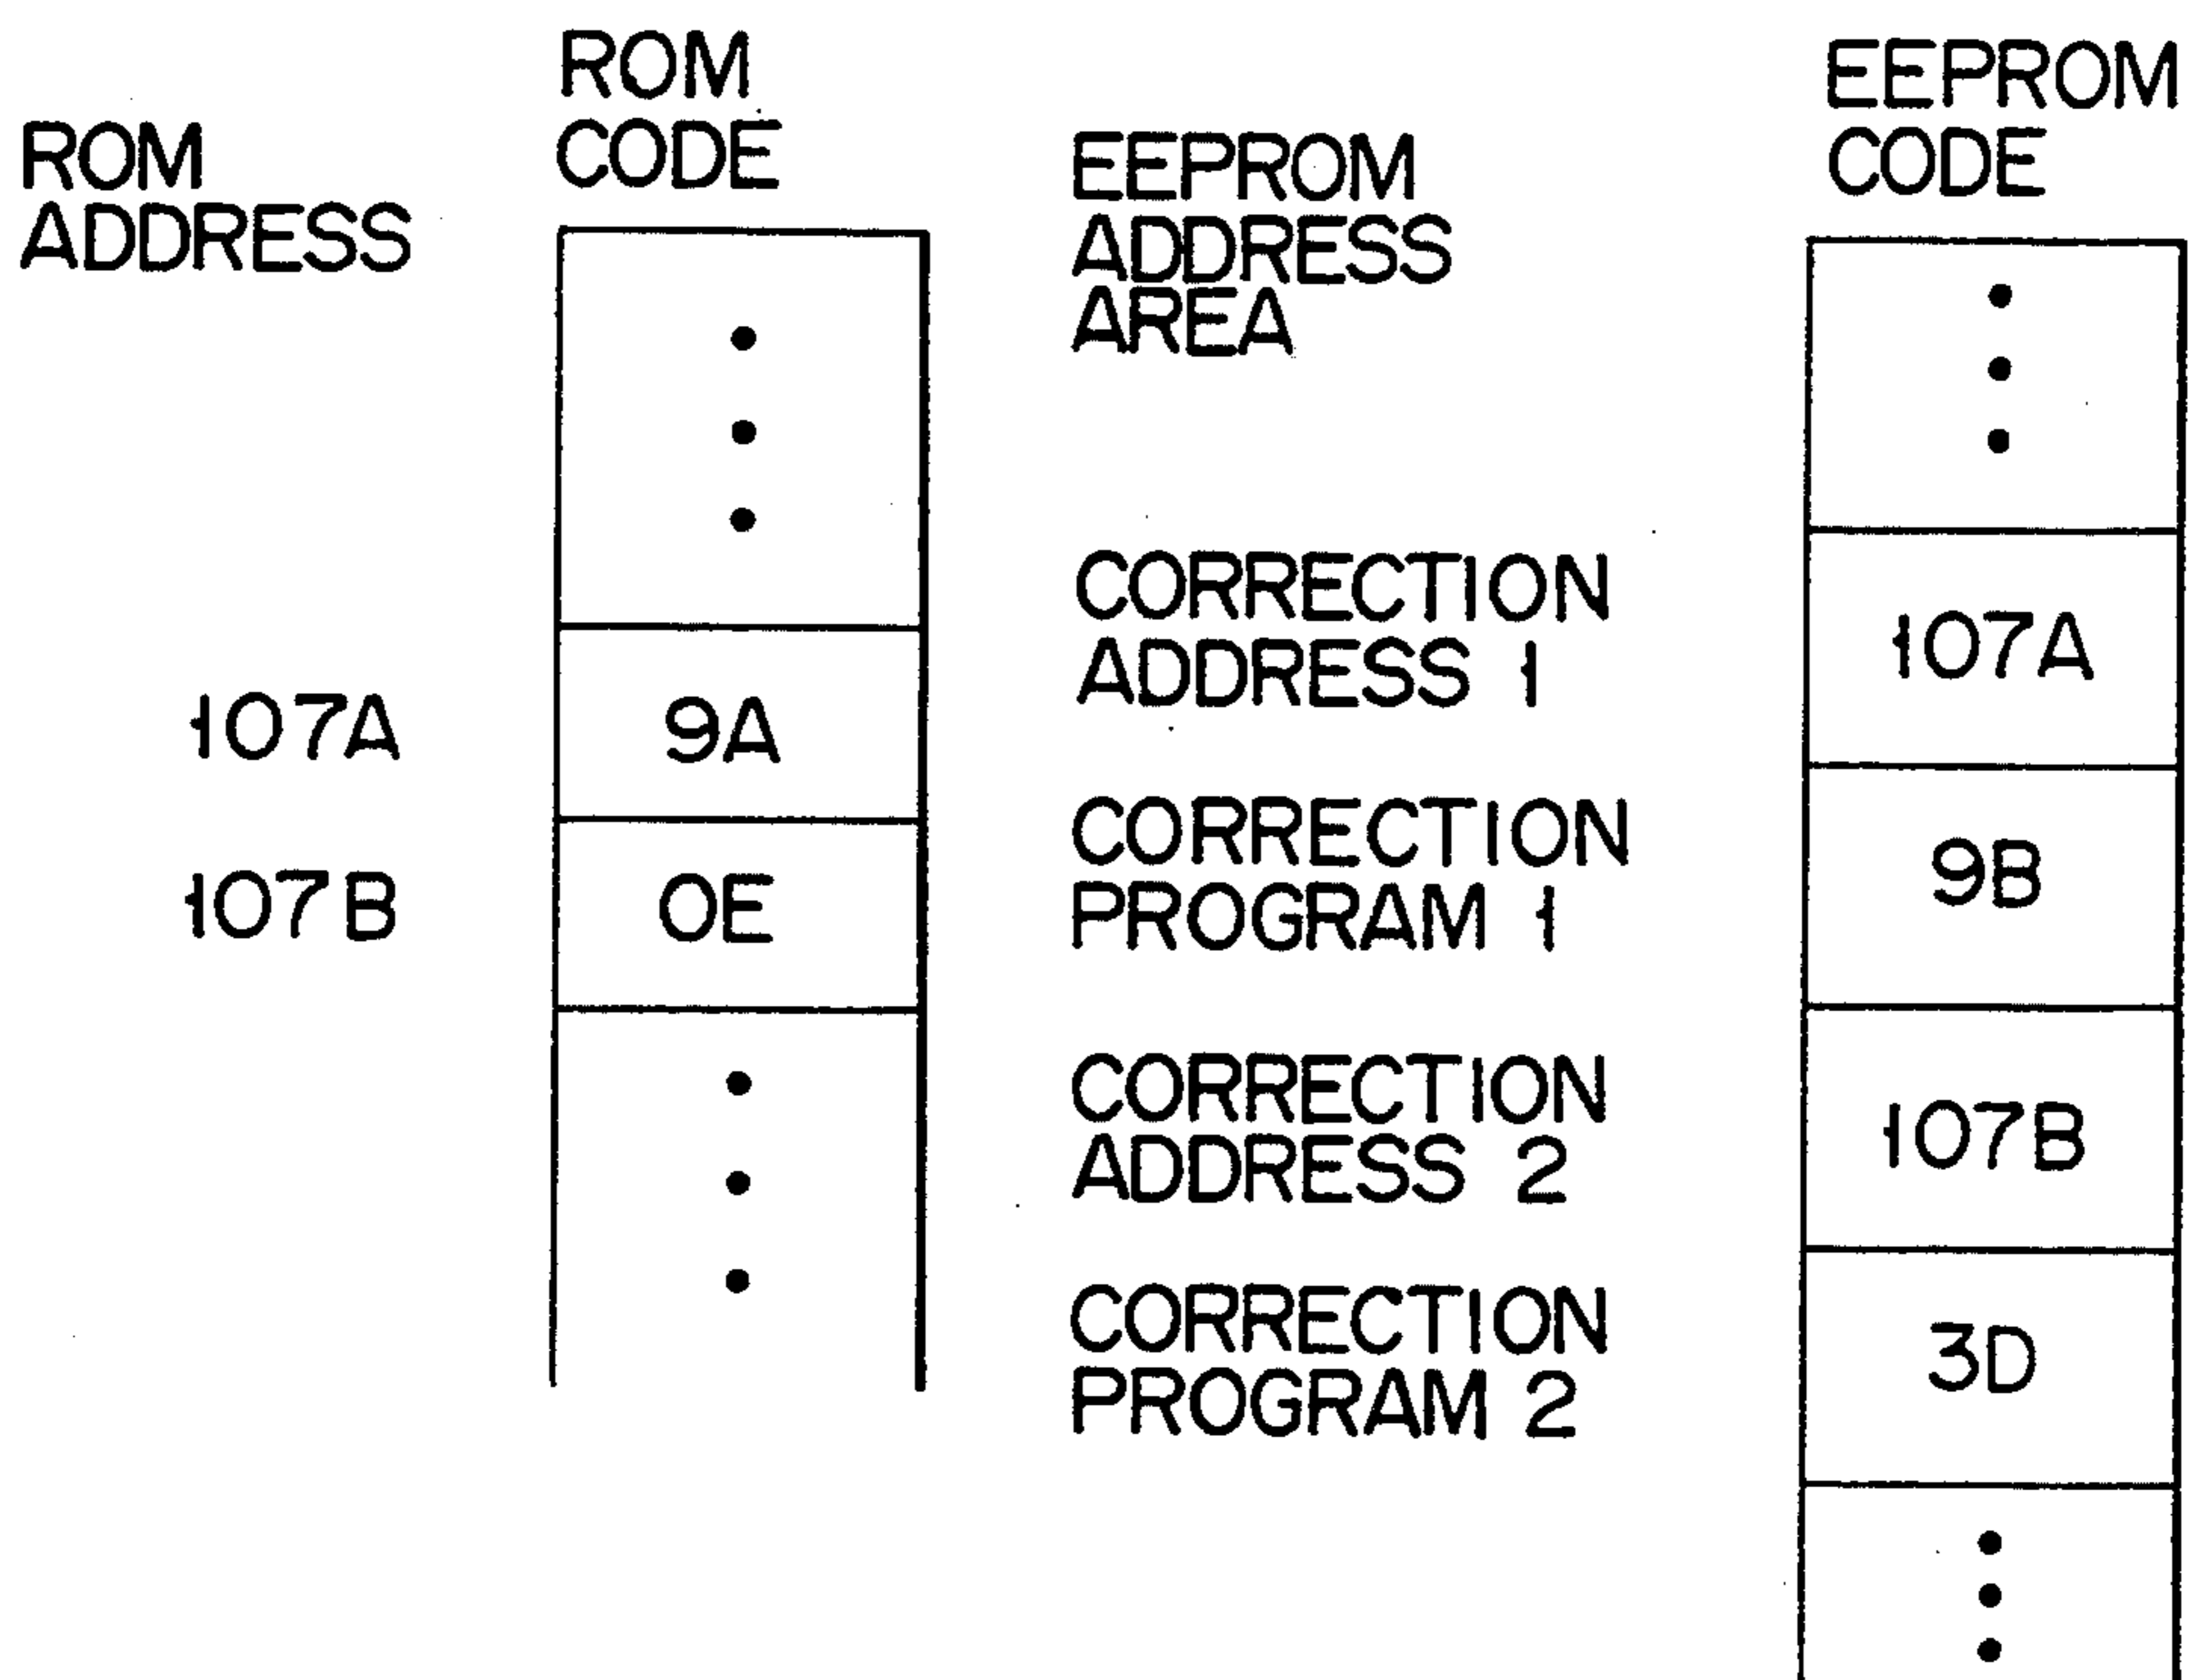 ROM
ADDRESS
ROM
CODE
107A
9A
107B
0E
EEPROM
ADDRESS
AREA
EEPROM
CODE
CORRECTION
ADDRESS 1
107A
CORRECTION
PROGRAM 1
9B
CORRECTION
ADDRESS 2
107B
CORRECTION
PROGRAM 2
3D